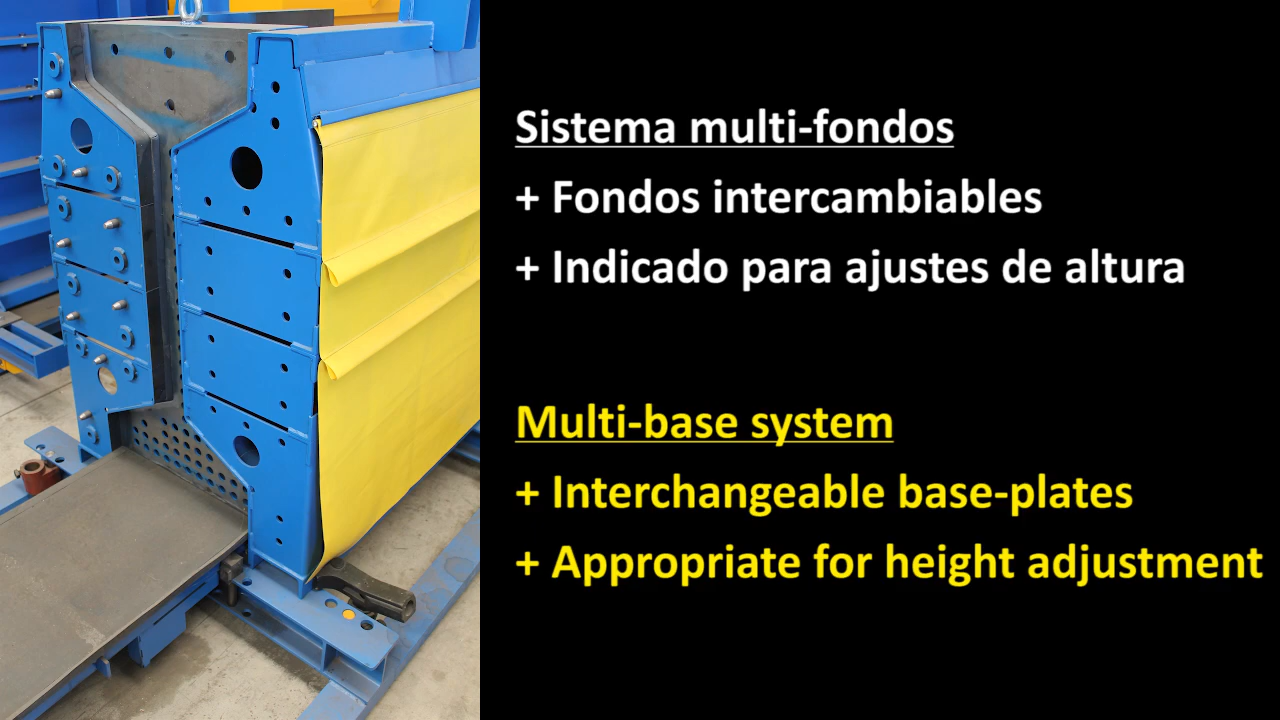 Sistema multi-fondos
+ Fondos intercambiables
+ Indicado para ajustes de altura
Multi-base system
+ Interchangeable base-plates
+ Appropriate for height adjustment